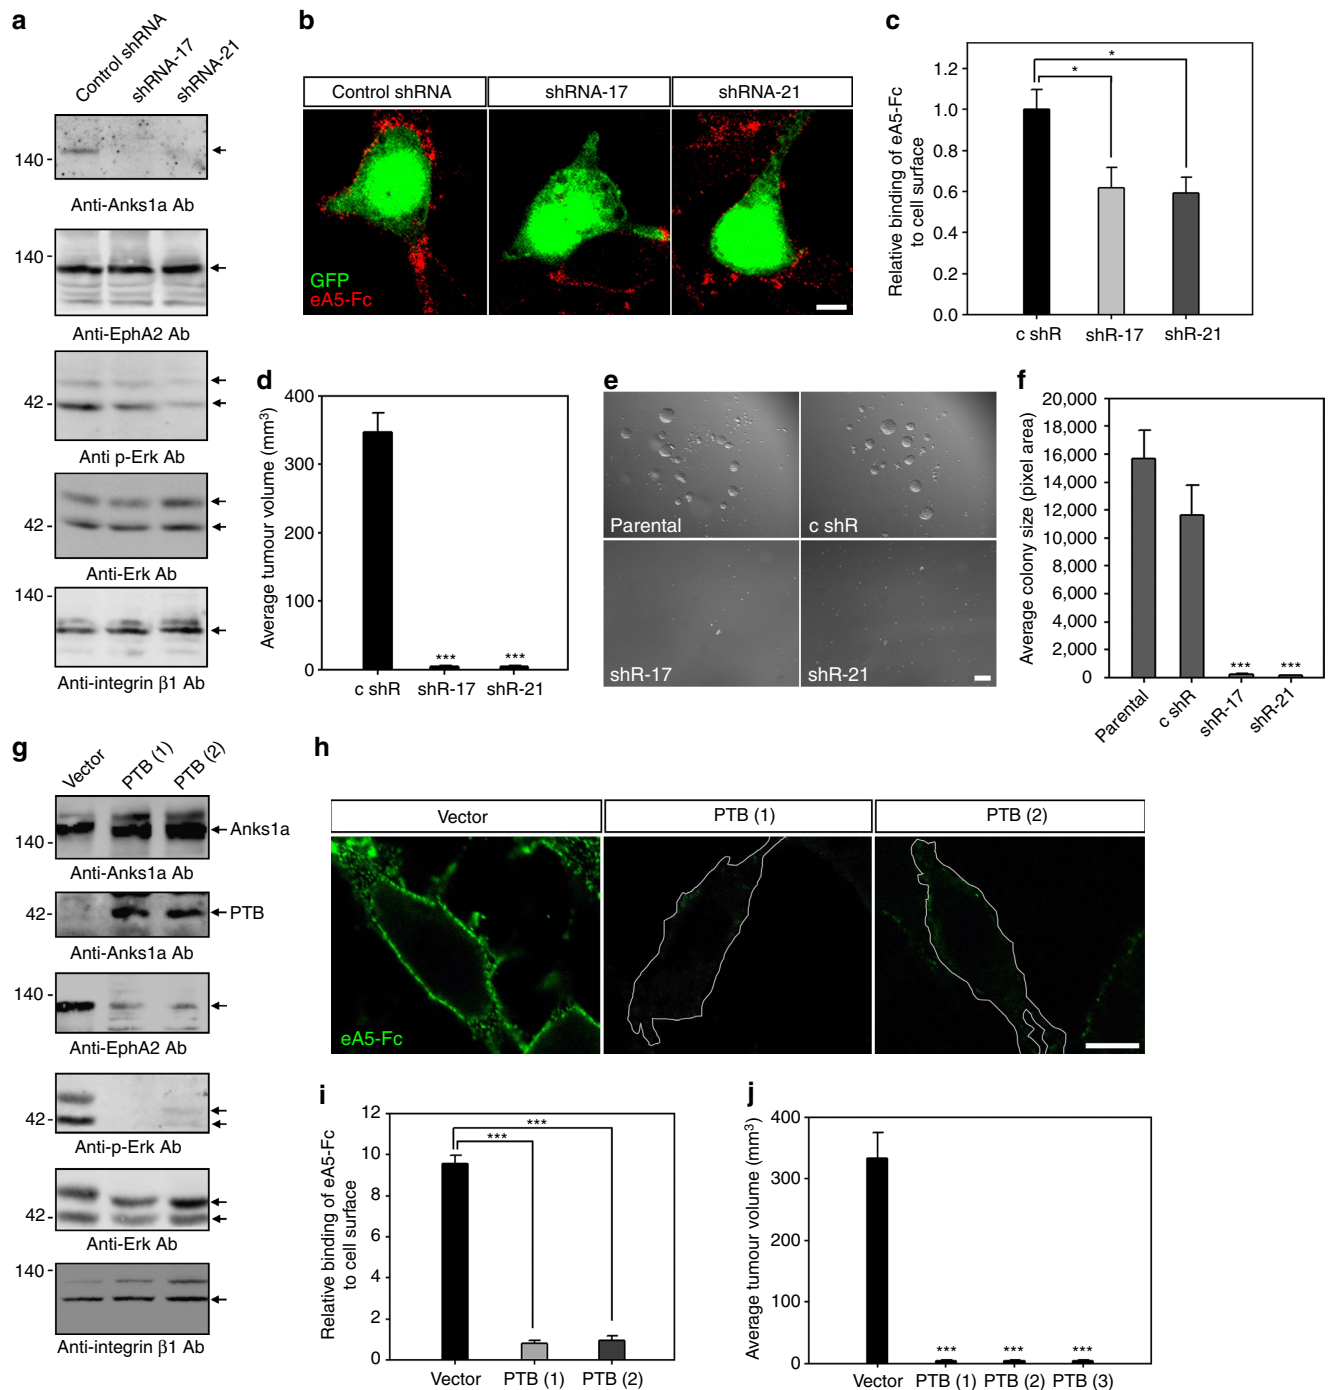 a
Control shRNA
shRNA-17
shRNA-21
140
Anti-Anks1a Ab
140
Anti-EphA2 Ab
42
Anti p-Erk Ab
42
Anti-Erk Ab
140
Anti-integrin β1 Ab
b
Control shRNA
shRNA-17
shRNA-21
GFP
eA5-Fc
c
Relative binding of eA5-Fc
to cell surface
1.2
1.0
0.8
0.6
0.4
0.2
0.0
*
*
c shR
shR-17
shR-21
d
Average tumour volume (mm³)
400
300
200
100
0
***
***
c shR
shR-17
shR-21
e
Parental
c shR
shR-17
shR-21
f
Average colony size (pixel area)
20,000
18,000
16,000
14,000
12,000
10,000
8,000
6,000
4,000
2,000
0
***
***
Parental
c shR
shR-17
shR-21
g
Vector
PTB (1)
PTB (2)
140
Anks1a
Anti-Anks1a Ab
42
PTB
Anti-Anks1a Ab
140
Anti-EphA2 Ab
42
Anti-p-Erk Ab
42
Anti-Erk Ab
140
Anti-integrin β1 Ab
h
Vector
PTB (1)
PTB (2)
eA5-Fc
i
Relative binding of eA5-Fc
to cell surface
12
10
8
6
4
2
0
***
***
Vector
PTB (1)
PTB (2)
j
Average tumour volume (mm³)
400
300
200
100
0
***
***
***
Vector
PTB (1)
PTB (2)
PTB (3)